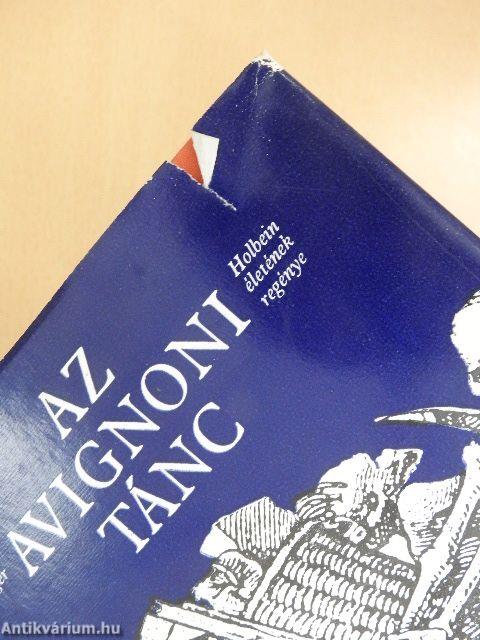 AZ
AVIGNONI
TÁNC
Holbein
életének
regénye
Antikvárium.hu